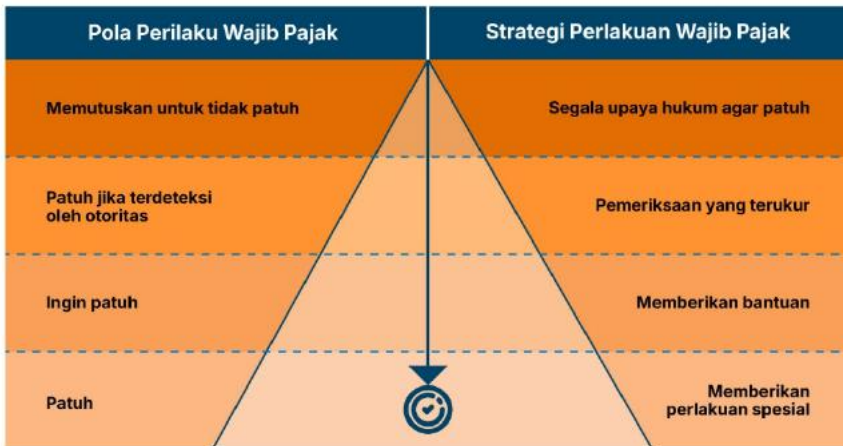 Pola Perilaku Wajib Pajak
Strategi Perlakuan Wajib Pajak
Memutuskan untuk tidak patuh
Segala upaya hukum agar patuh
Patuh jika terdeteksi
oleh otoritas
Pemeriksaan yang terukur
Ingin patuh
Memberikan bantuan
Patuh
Memberikan
perlakuan spesial